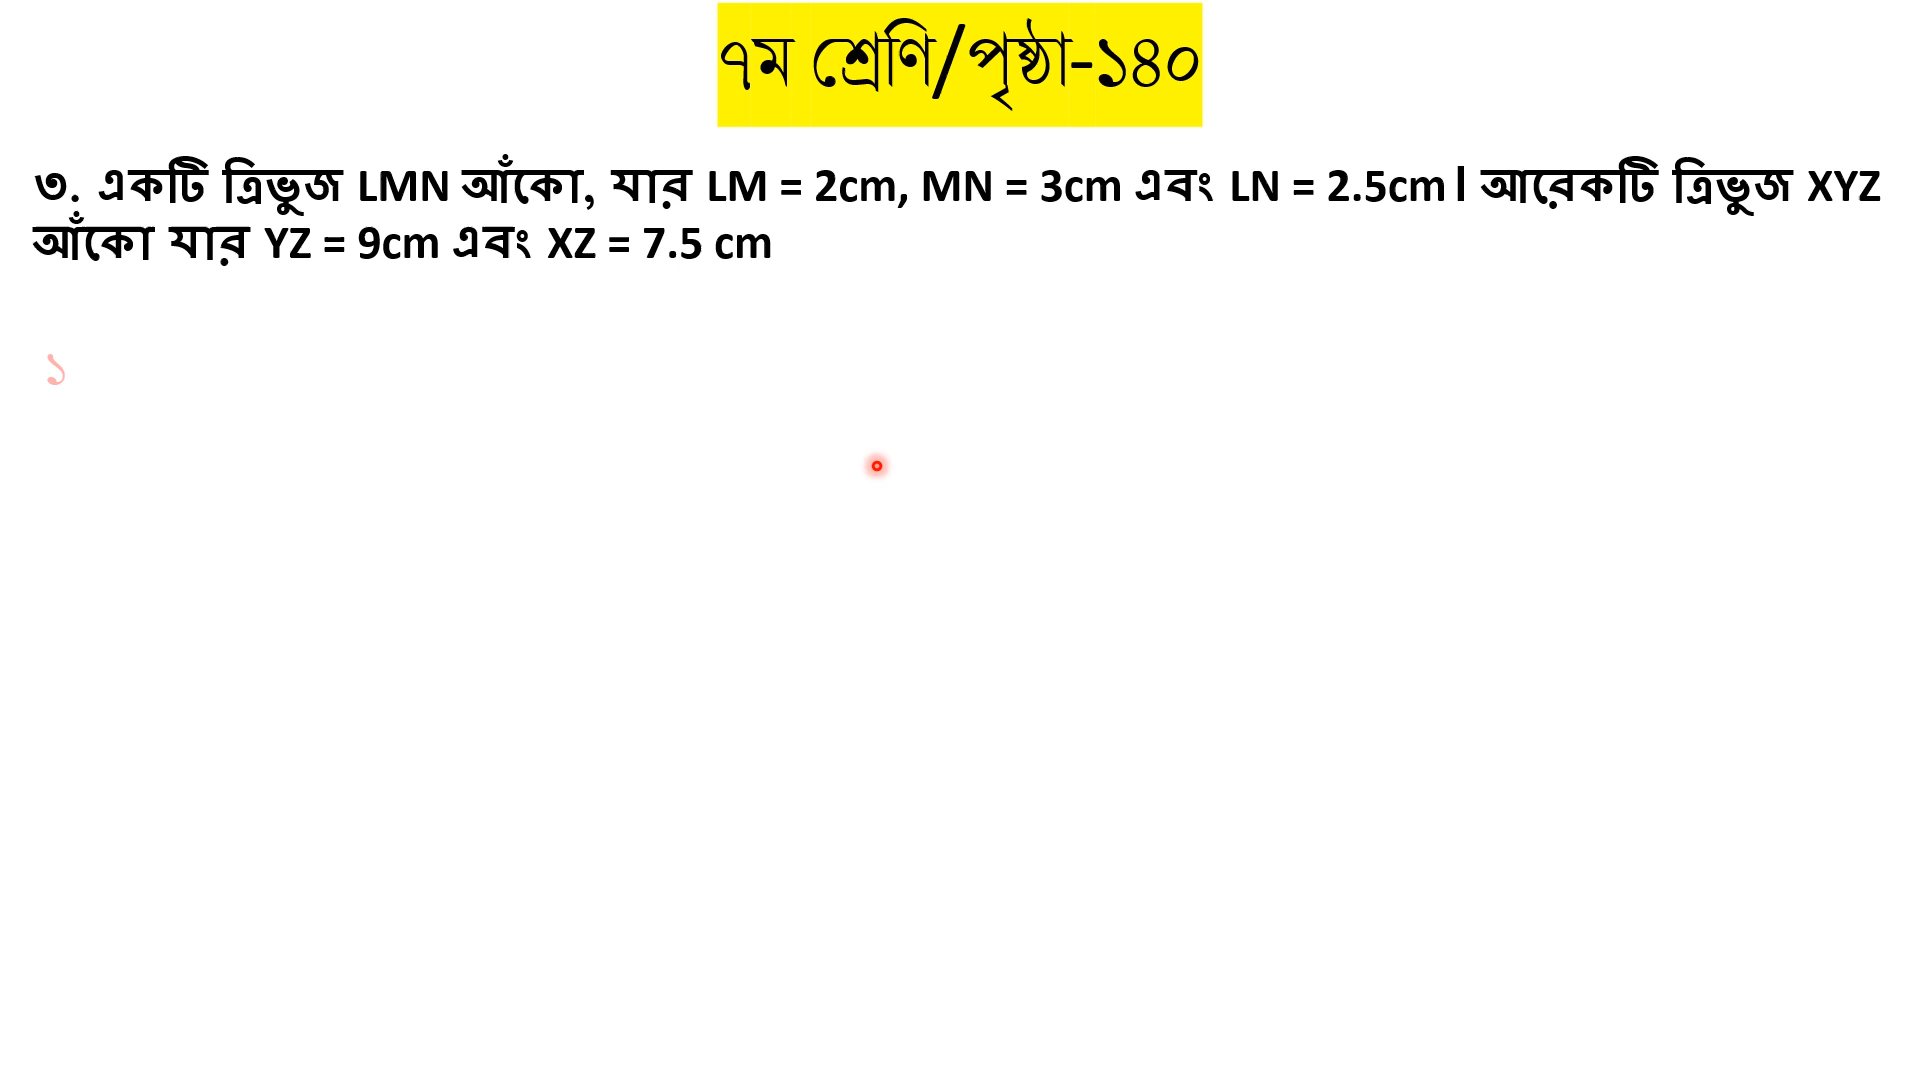 ৭ম শ্রেণি/পৃষ্ঠা-১৪০
৩. একটি ত্রিভুজ LMN আঁকো, যার LM = 2cm, MN = 3cm এবং LN = 2.5cm। আরেকটি ত্রিভুজ XYZ
আঁকো যার YZ = 9cm এবং XZ = 7.5 cm
১